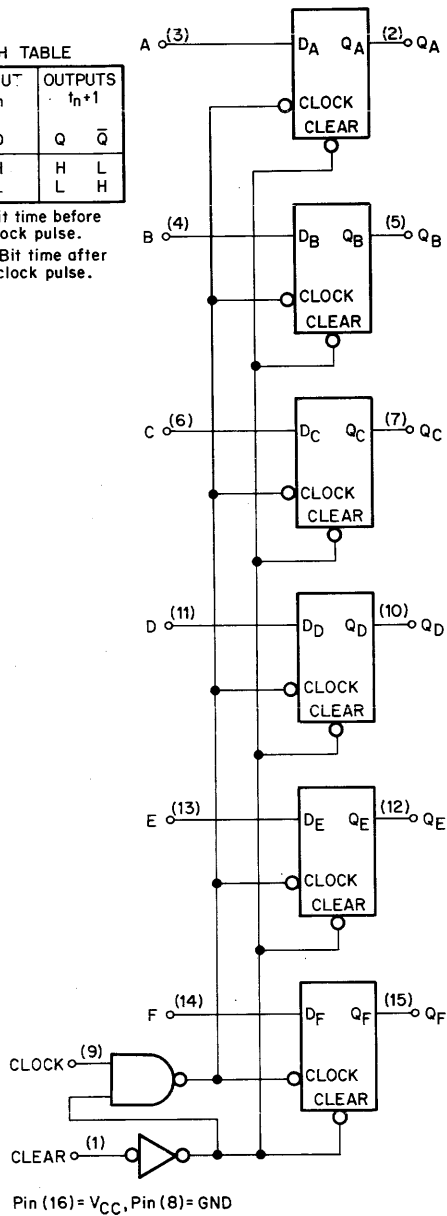 H TABLE
UT OUTPUTS
n tn+1
D Q Q̅
H H L
L L H
it time before
ock pulse.
Bit time after
clock pulse.
A (3) DA QA (2) QA
CLOCK
CLEAR
B (4) DB QB (5) QB
CLOCK
CLEAR
C (6) DC QC (7) QC
CLOCK
CLEAR
D (11) DD QD (10) QD
CLOCK
CLEAR
E (13) DE QE (12) QE
CLOCK
CLEAR
F (14) DF QF (15) QF
CLOCK (9) CLOCK
CLEAR
CLEAR (1)
Pin (16)= VCC, Pin (8)= GND